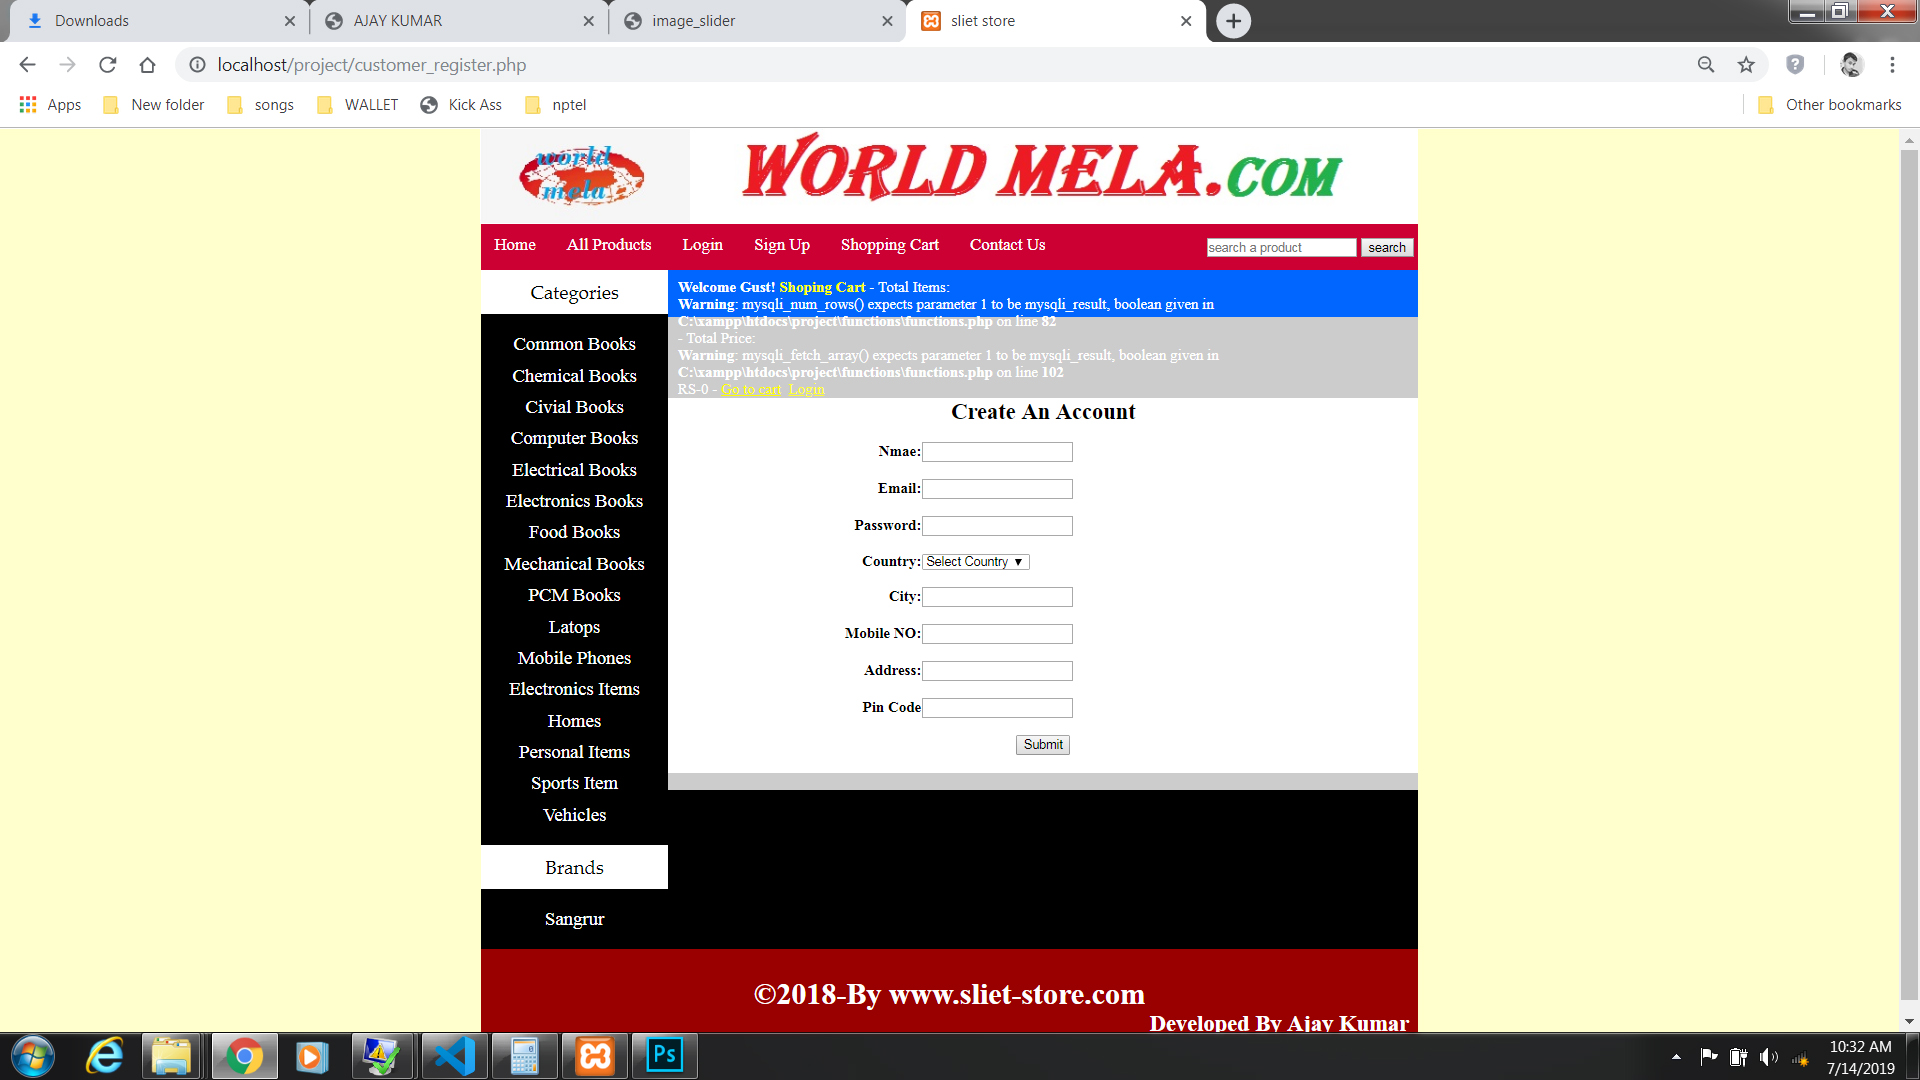 Downloads
AJAY KUMAR
image_slider
sliet store
localhost/project/customer_register.php
Apps
New folder
songs
WALLET
Kick Ass
nptel
Other bookmarks
world
mela
WORLD MELA.COM
Home
All Products
Login
Sign Up
Shopping Cart
Contact Us
search a product
search
Categories
Common Books
Chemical Books
Civial Books
Computer Books
Electrical Books
Electronics Books
Food Books
Mechanical Books
PCM Books
Latops
Mobile Phones
Electronics Items
Homes
Personal Items
Sports Item
Vehicles
Brands
Sangrur
Welcome Gust! Shoping Cart - Total Items:
Warning: mysqli_num_rows() expects parameter 1 to be mysqli_result, boolean given in
C:\xampp\htdocs\project\functions\functions.php on line 82
- Total Price:
Warning: mysqli_fetch_array() expects parameter 1 to be mysqli_result, boolean given in
C:\xampp\htdocs\project\functions\functions.php on line 102
RS-0 - Go to cart Login
Create An Account
Nmae:
Email:
Password:
Country: Select Country
City:
Mobile NO:
Address:
Pin Code
Submit
©2018-By www.sliet-store.com
Developed By Ajay Kumar
Ps
10:32 AM
7/14/2019